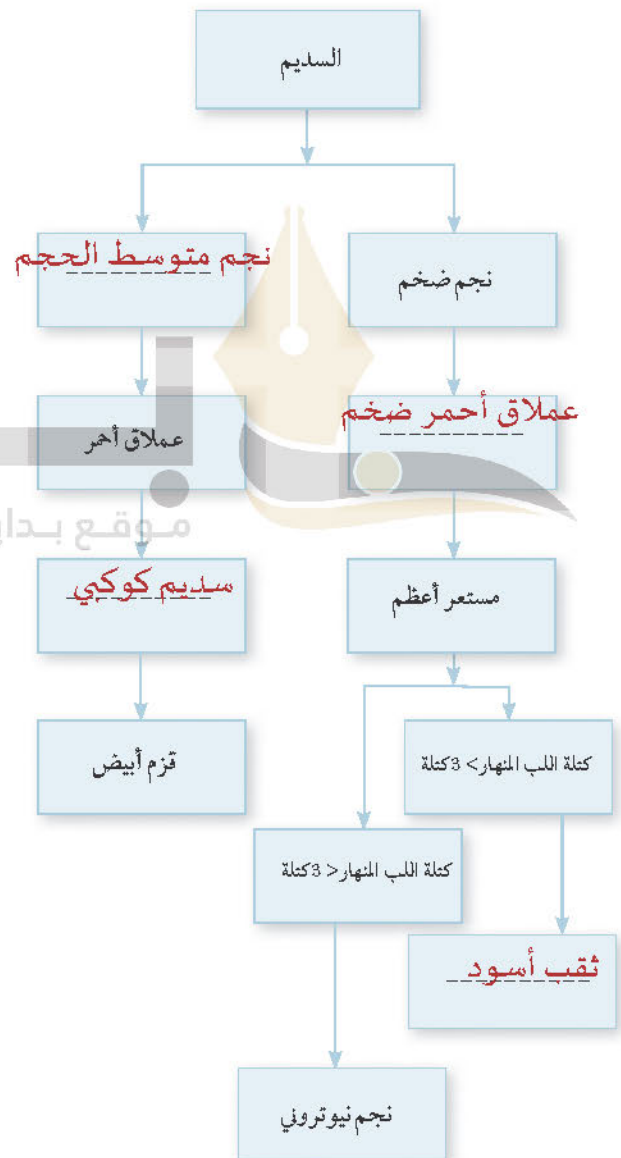 السديم
نجم متوسط الحجم
نجم ضخم
عملاق أحمر
عملاق أحمر ضخم
سديم كوكبي
مستعر أعظم
قزم أبيض
كتلة اللب المنهار> 3كتلة
كتلة اللب المنهار< 3كتلة
ثقب أسود
نجم نيوتروني
موقع